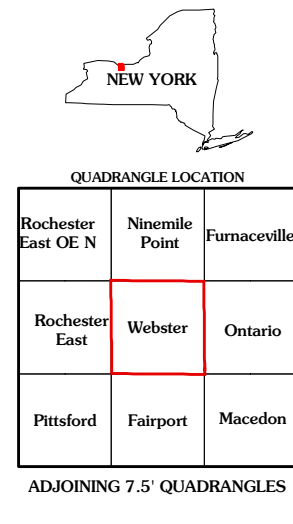 NEW YORK
QUADRANGLE LOCATION
Rochester
East OE N
Ninemile
Point
Furnaceville
Rochester
East
Webster
Ontario
Pittsford
Fairport
Macedon
ADJOINING 7.5' QUADRANGLES